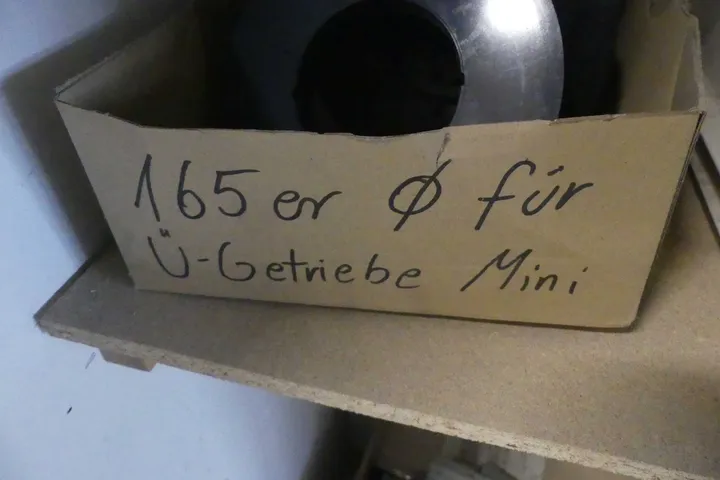 165er Ø für
Ü-Getriebe Mini